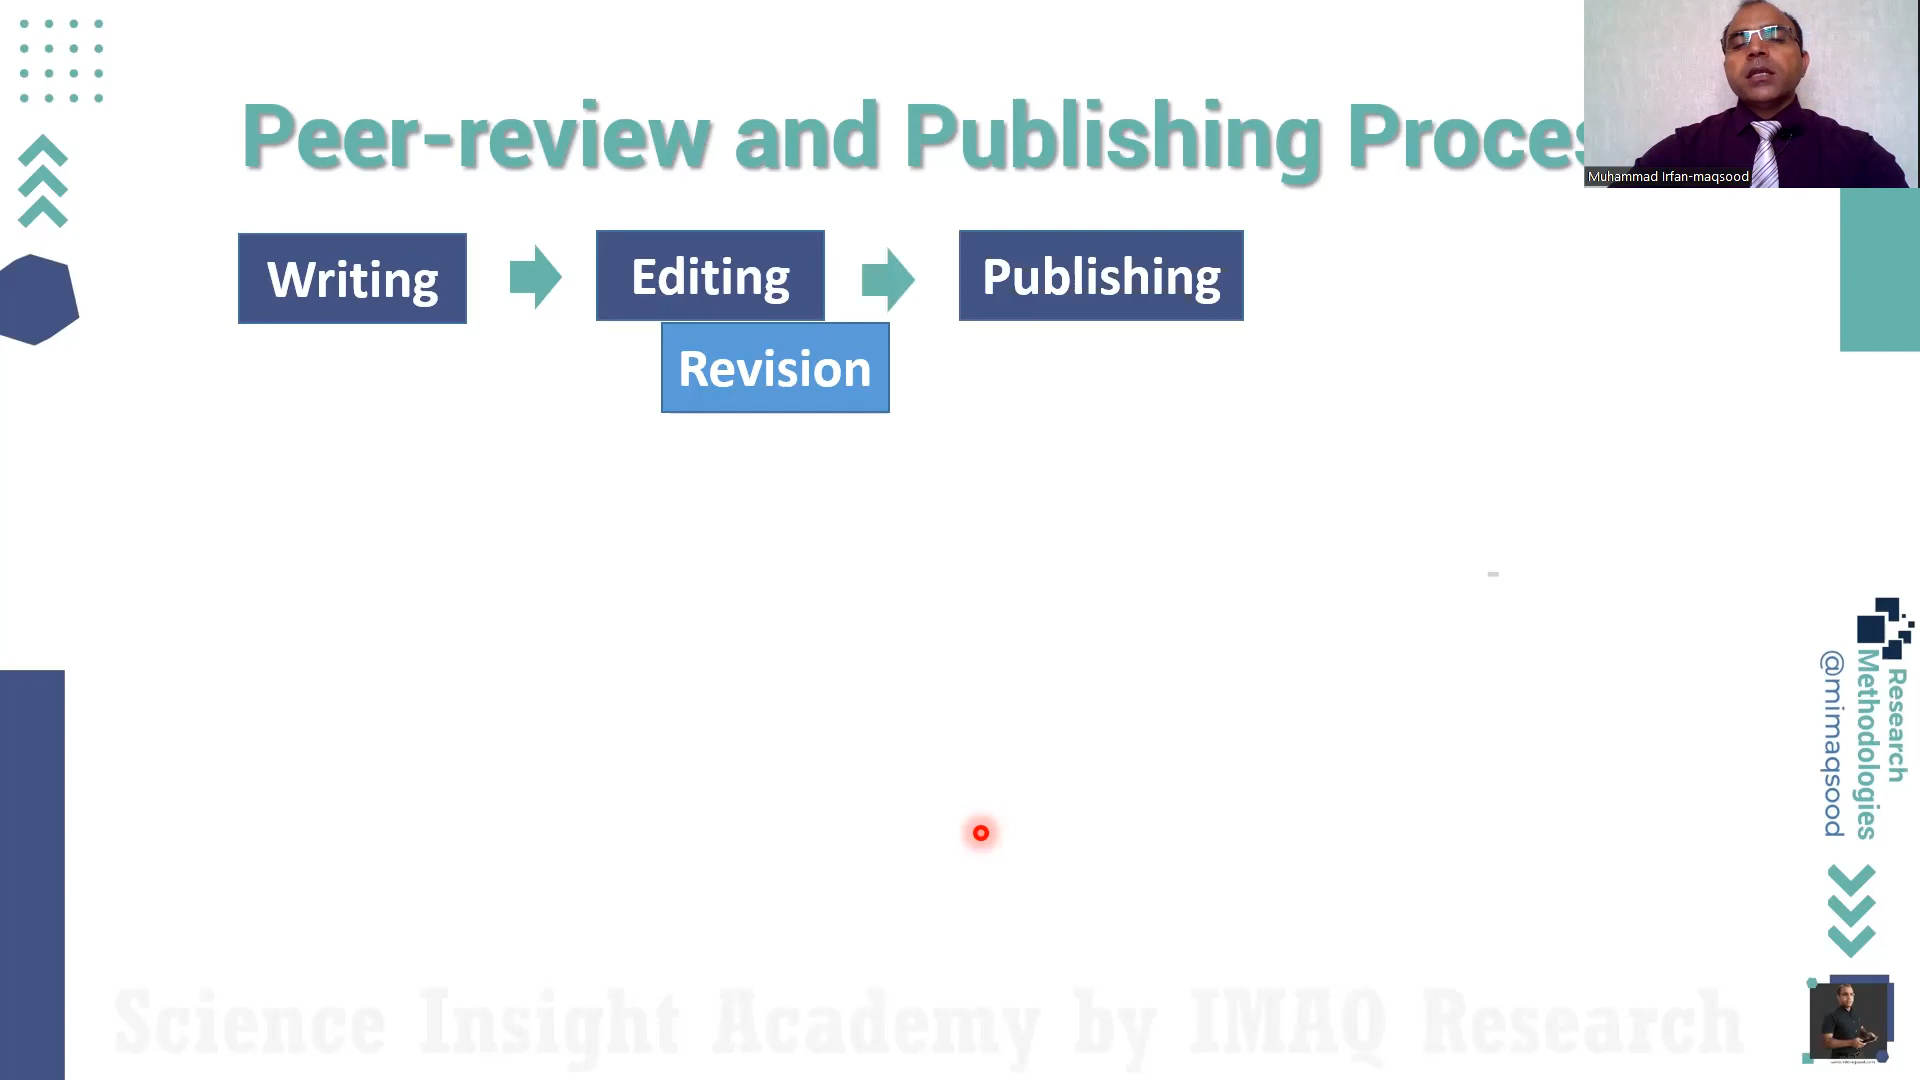 Peer-review and Publishing Proces
Muhammad Irfan-maqsood
Writing
Editing
Publishing
Revision
Research
Methodologies
@mimaqsood
Science Insight Academy by IMAQ Research